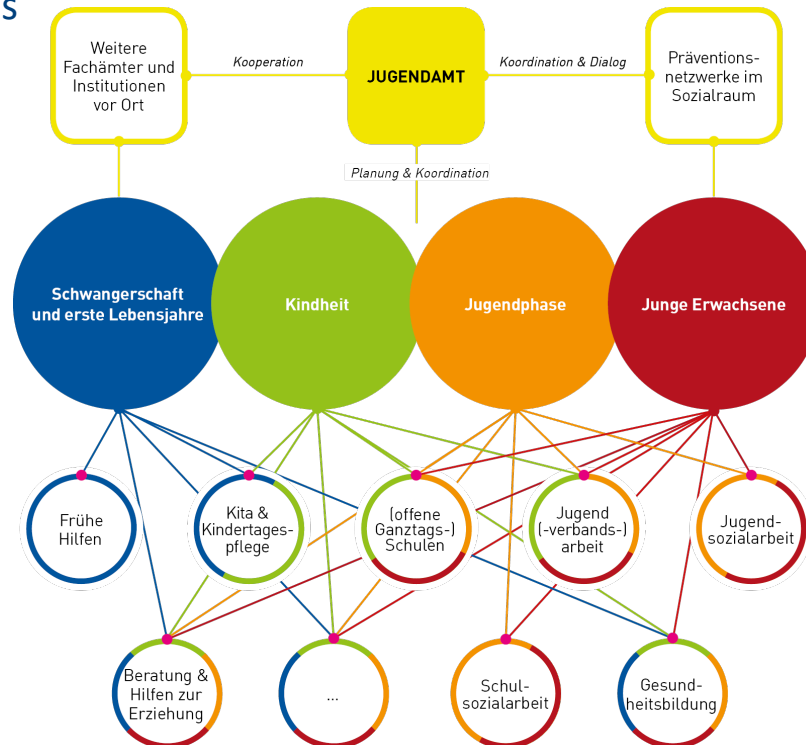 s
Weitere
Fachämter und
Institutionen
vor Ort
Kooperation
JUGENDAMT
Koordination & Dialog
Präventions-
netzwerke im
Sozialraum
Planung & Koordination
Schwangerschaft
und erste Lebensjahre
Kindheit
Jugendphase
Junge Erwachsene
Frühe
Hilfen
Kita &
Kindertages-
pflege
(offene
Ganztags-)
Schulen
Jugend
(-verbands-)
arbeit
Jugend-
sozialarbeit
Beratung &
Hilfen zur
Erziehung
...
Schul-
sozialarbeit
Gesund-
heitsbildung